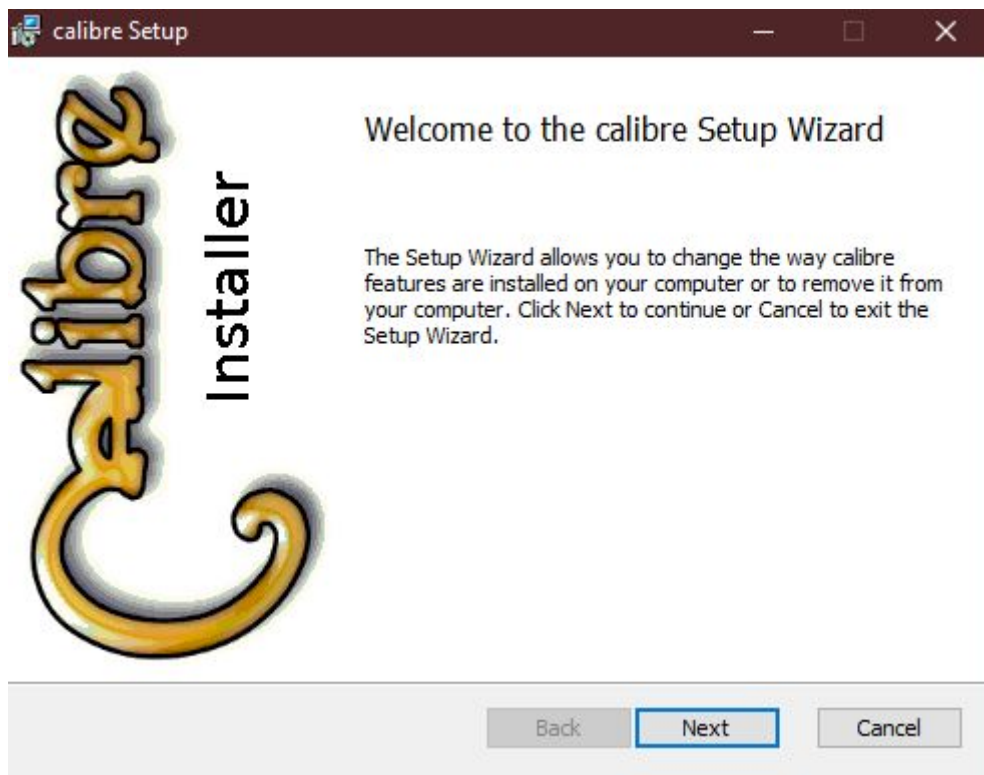 calibre Setup
calibre
Installer
Welcome to the calibre Setup Wizard
The Setup Wizard allows you to change the way calibre
features are installed on your computer or to remove it from
your computer. Click Next to continue or Cancel to exit the
Setup Wizard.
Back
Next
Cancel